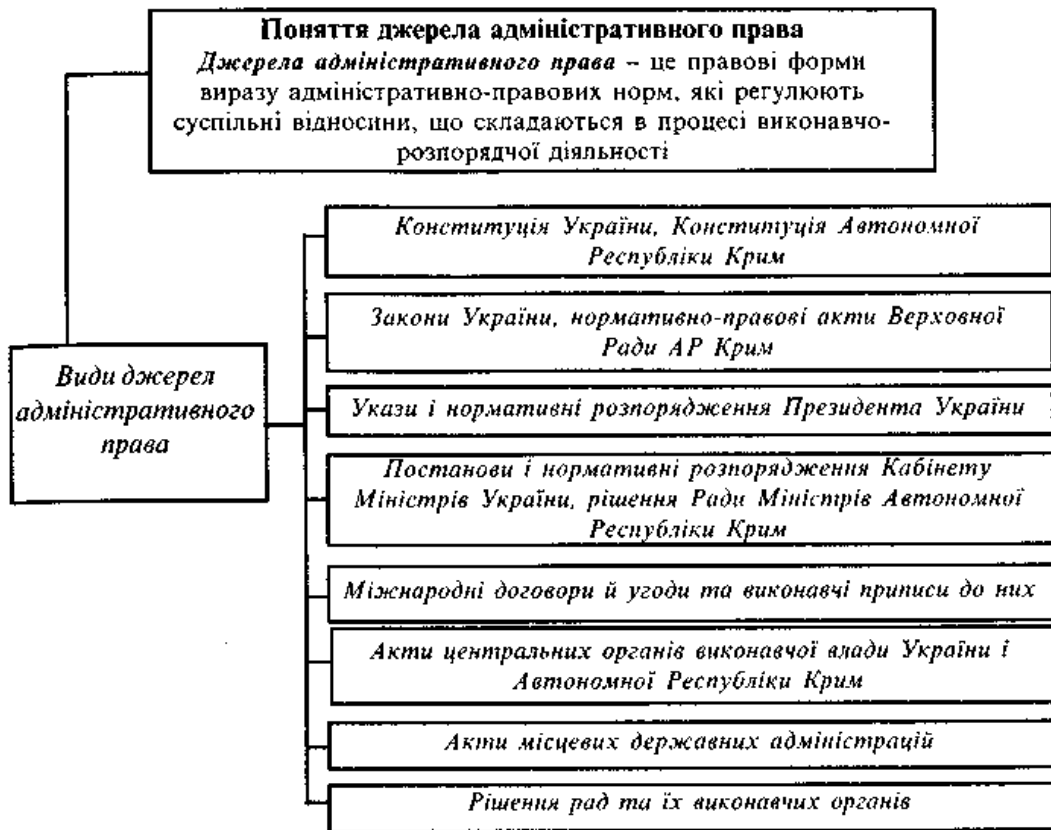 Поняття джерела адміністративного права
Джерела адміністративного права – це правові форми
виразу адміністративно-правових норм, які регулюють
суспільні відносини, що складаються в процесі виконавчо-
розпорядчої діяльності
Види джерел
адміністративного
права
Конституція України, Конституція Автономної
Республіки Крим
Закони України, нормативно-правові акти Верховної
Ради АР Крим
Укази і нормативні розпорядження Президента України
Постанови і нормативні розпорядження Кабінету
Міністрів України, рішення Ради Міністрів Автономної
Республіки Крим
Міжнародні договори й угоди та виконавчі приписи до них
Акти центральних органів виконавчої влади України і
Автономної Республіки Крим
Акти місцевих державних адміністрацій
Рішення рад та їх виконавчих органів